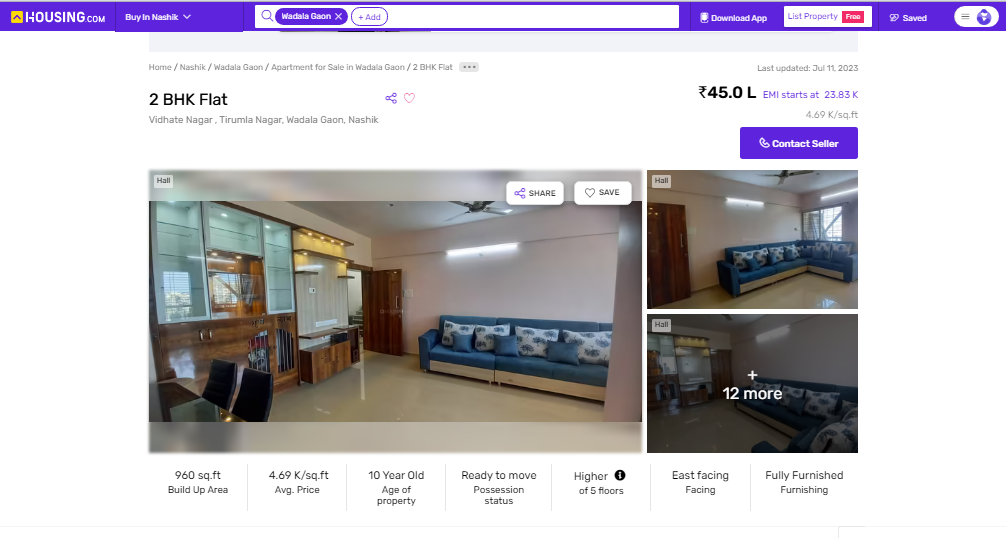 HOUSING.COM
Buy In Nashik
Wadala Gaon
+ Add
Download App
List Property Free
Saved
Home / Nashik / Wadala Gaon / Apartment for Sale in Wadala Gaon / 2 BHK Flat
Last updated: Jul 11, 2023
2 BHK Flat
₹45.0 L EMI starts at 23.83 K
Vidhate Nagar , Tirumla Nagar, Wadala Gaon, Nashik
4.69 K/sq.ft
Contact Seller
Hall
SHARE
SAVE
Hall
Hall
+
12 more
960 sq.ft
Build Up Area
4.69 K/sq.ft
Avg. Price
10 Year Old
Age of
property
Ready to move
Possession
status
Higher
of 5 floors
East facing
Facing
Fully Furnished
Furnishing